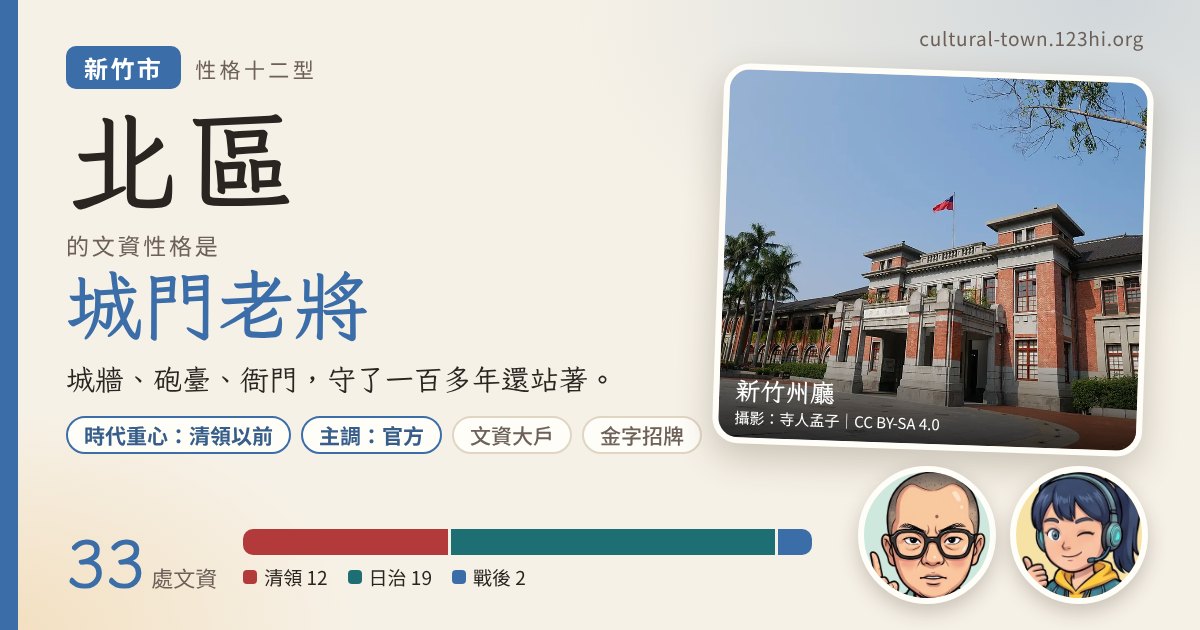 cultural-town.123hi.org
新竹市 性格十二型
北區
的文資性格是
城門老將
城牆、砲臺、衙門，守了一百多年還站著。
時代重心：清領以前 主調：官方 文資大戶 金字招牌
新竹州廳
攝影：寺人孟子｜CC BY-SA 4.0
33 處文資
清領 12 日治 19 戰後 2